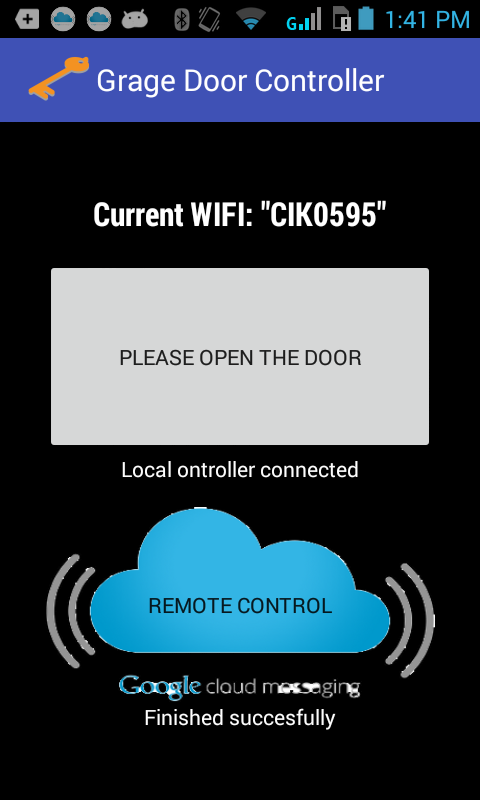 G 1:41 PM
Grage Door Controller
Current WIFI: "CIK0595"
PLEASE OPEN THE DOOR
Local ontroller connected
REMOTE CONTROL
Google cloud messaging
Finished succesfully